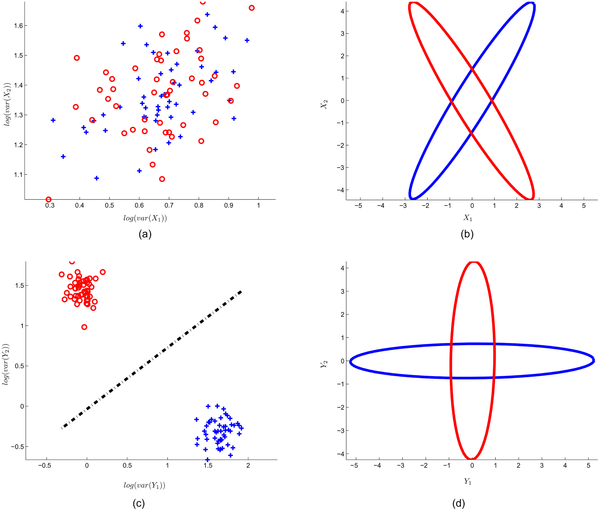 1.6
1.5
1.4
1.3
1.2
1.1
log(var(X₂))
0.3 0.4 0.5 0.6 0.7 0.8 0.9 1
log(var(X₁))
(a)
4
3
2
1
0
−1
−2
−3
−4
X₂
−5 −4 −3 −2 −1 0 1 2 3 4 5
X₁
(b)
1.5
1
0.5
0
−0.5
log(var(Y₂))
−0.5 0 0.5 1 1.5 2
log(var(Y₁))
(c)
4
3
2
1
0
−1
−2
−3
−4
Y₂
−5 −4 −3 −2 −1 0 1 2 3 4 5
Y₁
(d)